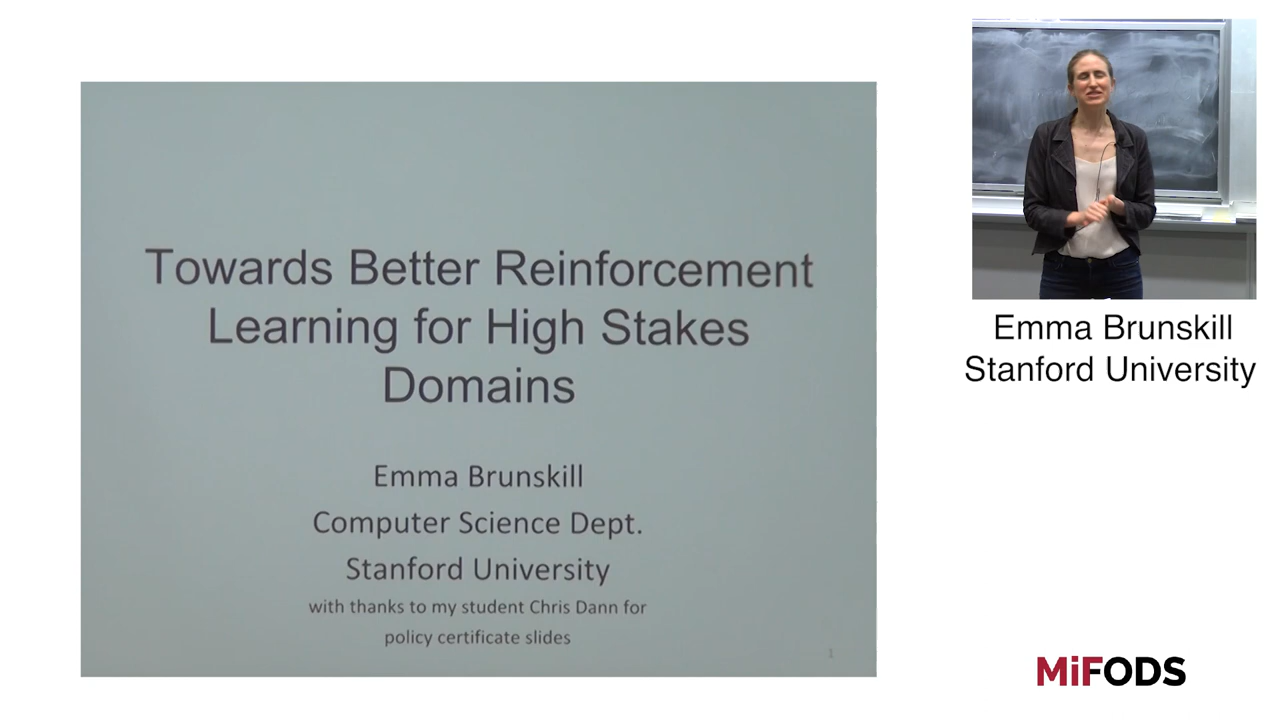 Towards Better Reinforcement
Learning for High Stakes
Domains
Emma Brunskill
Computer Science Dept.
Stanford University
with thanks to my student Chris Dann for
policy certificate slides
1
Emma Brunskill
Stanford University
MiFODS